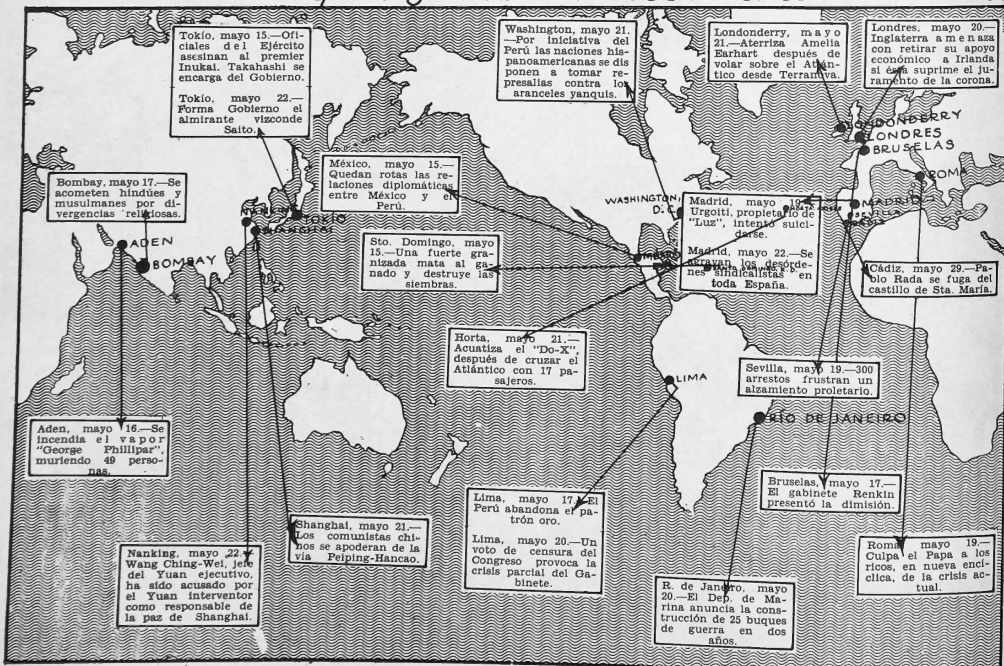 Tokío, mayo 15.—Ofi-
ciales del Ejército
asesinan al premier
Inukai. Takahashi se
encarga del Gobierno.
Tokío, mayo 22.—
Forma Gobierno el
almirante vizconde
Saito.
Washington, mayo 21.
—Por iniciativa del
Perú las naciones his-
panoamericanas se dis
ponen a tomar re-
presalias contra los
aranceles yanquis.
Londonderry, mayo
21.—Aterriza Amelia
Earhart después de
volar sobre el Atlán-
tico desde Terranova.
Londres, mayo 20.—
Inglaterra amenaza
con retirar su apoyo
económico a Irlanda
si ésta suprime el ju-
ramento de la corona.
LONDONDERRY
LONDRES
BRUSELAS
ROMA
México, mayo 15.—
Quedan rotas las re-
laciones diplomáticas
entre México y el
Perú.
Bombay, mayo 17.—Se
acometen hindúes y
musulmanes por di-
vergencias religiosas.
WASHINGTON,
D.C.
Madrid, mayo 19.—
Urgoiti, propietario de
"Luz", intentó suici-
darse.
Madrid, mayo 22.—Se
agravan los desórde-
nes sindicalistas en
toda España.
MADRID
SEVILLA
CÁDIZ
NANKING
TOKÍO
SHANGHAI
ADEN
BOMBAY
Sto. Domingo, mayo
15.—Una fuerte gra-
nizada mata al ga-
nado y destruye las
siembras.
MÉXICO
SANTO DOMINGO, R.D.
Cádiz, mayo 29.—Pa-
blo Rada se fuga del
castillo de Sta. María.
Horta, mayo 21.—
Acuatiza el "Do-X",
después de cruzar el
Atlántico con 17 pa-
sajeros.
Sevilla, mayo 19.—300
arrestos frustran un
alzamiento proletario.
LIMA
RÍO DE JANEIRO
Aden, mayo 16.—Se
incendia el vapor
"George Phillipar",
muriendo 49 perso-
nas.
Bruselas, mayo 17.—
El gabinete Renkin
presentó la dimisión.
Lima, mayo 17.—El
Perú abandona el pa-
trón oro.
Lima, mayo 20.—Un
voto de censura del
Congreso provoca la
crisis parcial del Ga-
binete.
Shanghai, mayo 21.—
Los comunistas chi-
nos se apoderan de la
vía Peiping-Hancao.
Nanking, mayo 22.—
Wang Ching-Wei, jefe
del Yuan ejecutivo,
ha sido acusado por
el Yuan interventor
como responsable de
la paz de Shanghai.
Roma, mayo 19.—
Culpa el Papa a los
ricos, en nueva encí-
clica, de la crisis ac-
tual.
R. de Janeiro, mayo
20.—El Dep. de Ma-
rina anuncia la cons-
trucción de 25 buques
de guerra en dos
años.